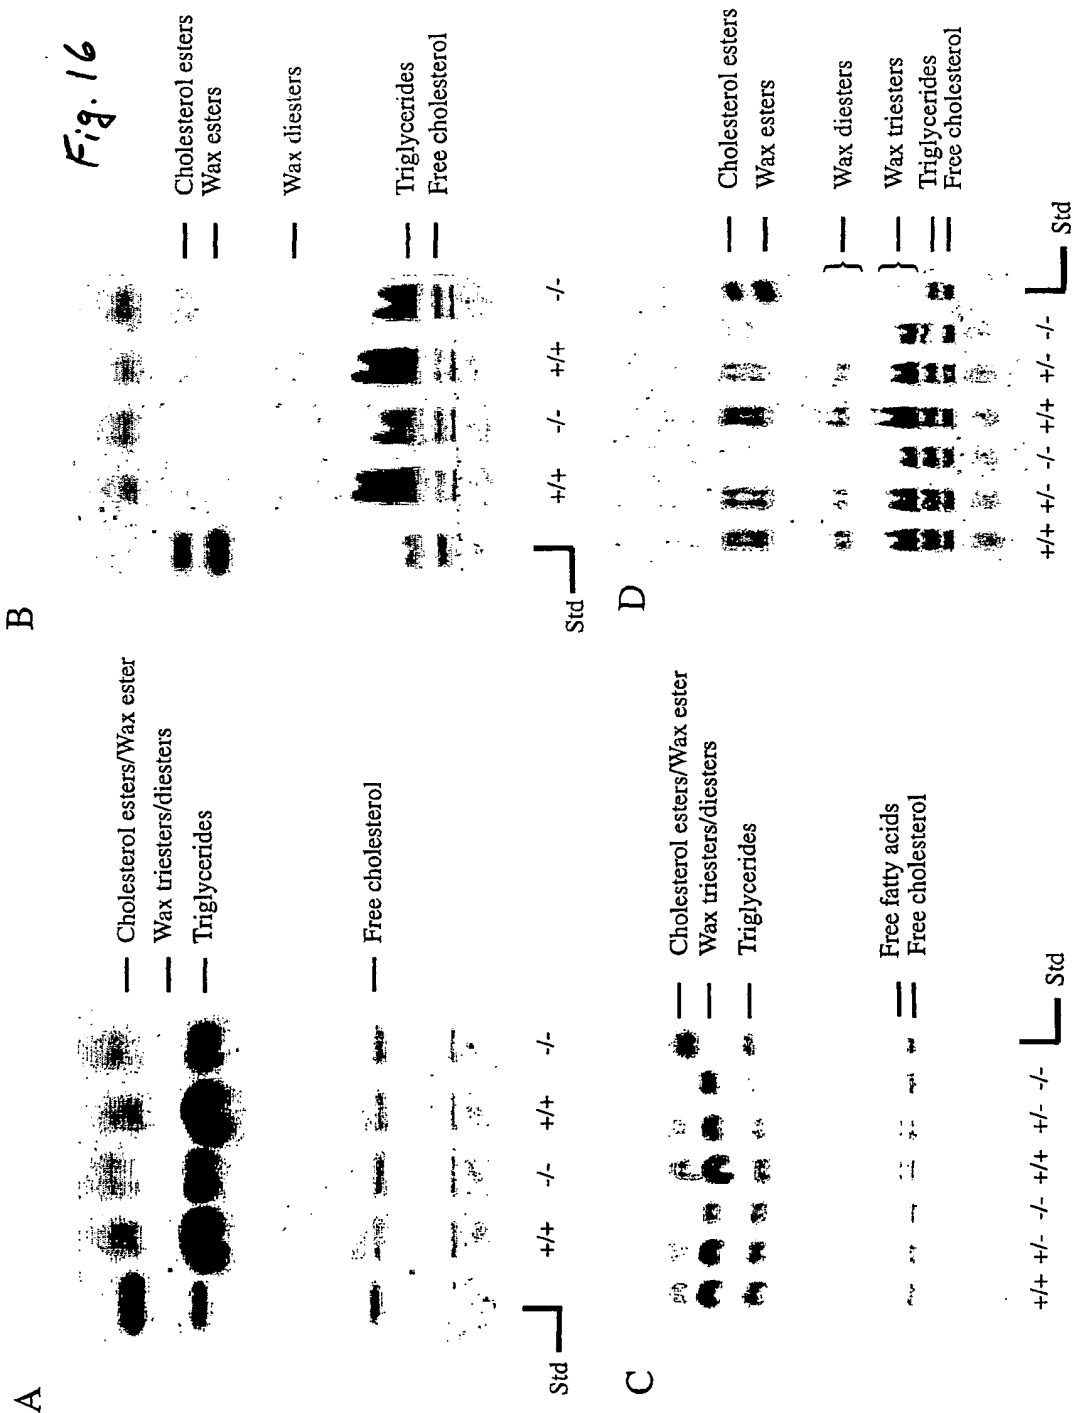 Fig. 16
A
Cholesterol esters/Wax ester
Wax triesters/diesters
Triglycerides
Free cholesterol
Std
+/+ -/- +/+ -/-
B
Cholesterol esters
Wax esters
Wax diesters
Triglycerides
Free cholesterol
Std
+/+ -/- +/+ -/-
C
Cholesterol esters/Wax ester
Wax triesters/diesters
Triglycerides
Free fatty acids
Free cholesterol
+/+ +/- -/- +/+ +/- -/-
Std
D
Cholesterol esters
Wax esters
Wax diesters
Wax triesters
Triglycerides
Free cholesterol
+/+ +/- -/- +/+ +/- -/-
Std